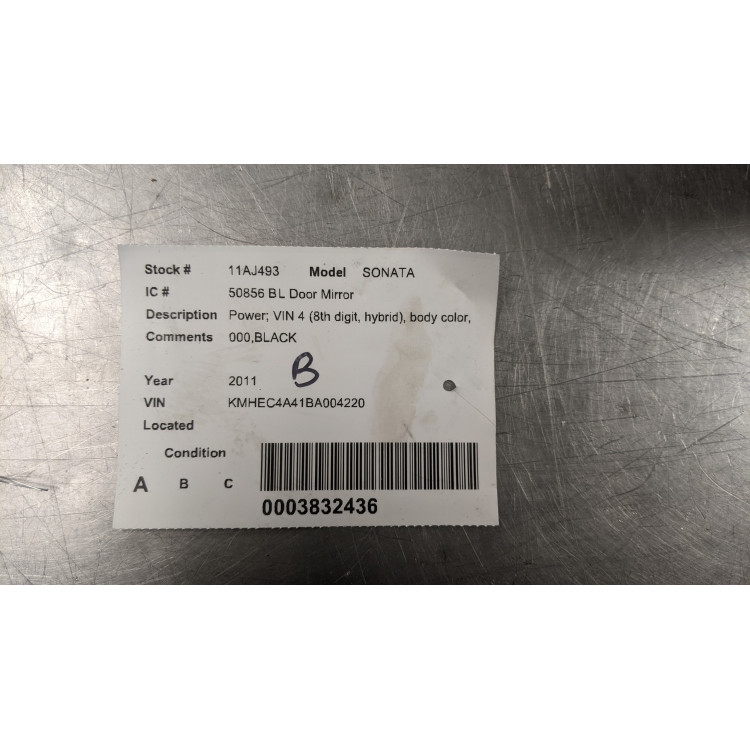 Stock # 11AJ493 Model SONATA
IC # 50856 BL Door Mirror
Description Power; VIN 4 (8th digit, hybrid), body color,
Comments 000,BLACK
B
Year 2011
VIN KMHEC4A41BA004220
Located
Condition
A B C
0003832436